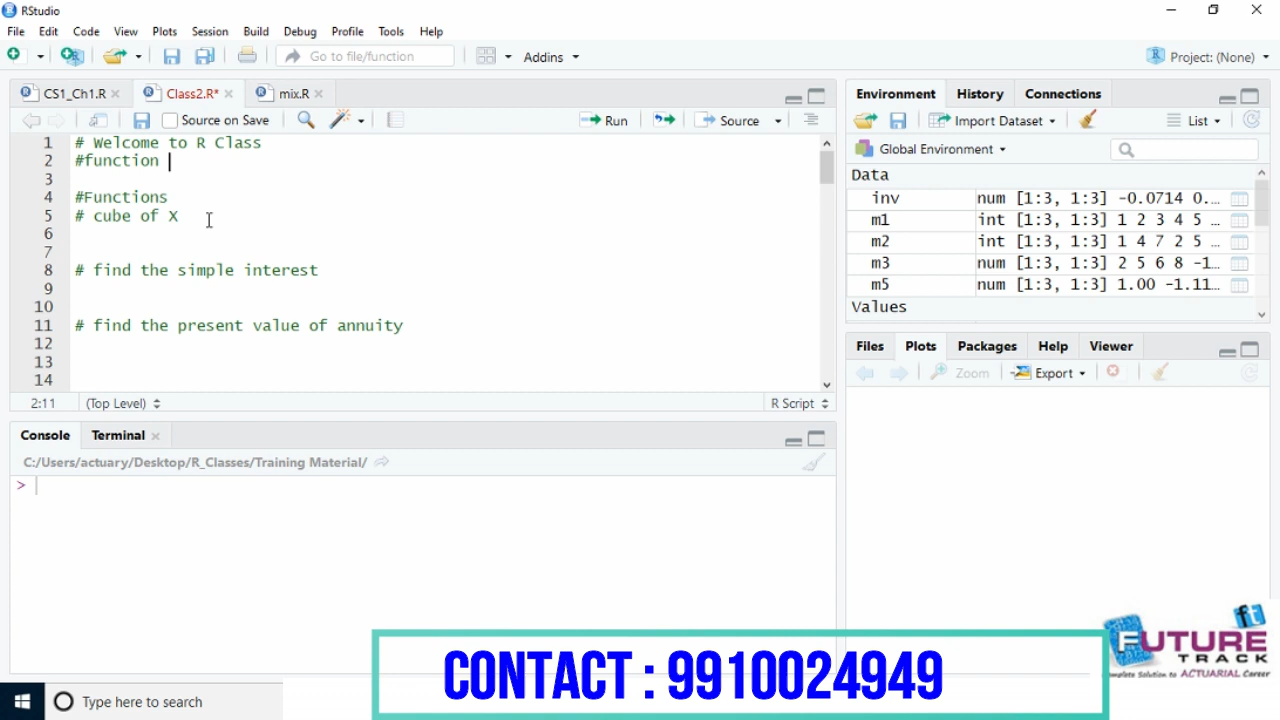 RStudio
File Edit Code View Plots Session Build Debug Profile Tools Help
Go to file/function Addins Project: (None)
CS1_Ch1.R Class2.R* mix.R
Source on Save Run Source
1 # Welcome to R Class
2 #function
3
4 #Functions
5 # cube of X
6
7
8 # find the simple interest
9
10
11 # find the present value of annuity
12
13
14
2:11 (Top Level) R Script
Console Terminal
C:/Users/actuary/Desktop/R_Classes/Training Material/
>
Environment History Connections
Import Dataset List
Global Environment
Data
inv num [1:3, 1:3] -0.0714 0.…
m1 int [1:3, 1:3] 1 2 3 4 5 …
m2 int [1:3, 1:3] 1 4 7 2 5 …
m3 num [1:3, 1:3] 2 5 6 8 -1…
m5 num [1:3, 1:3] 1.00 -1.11…
Values
Files Plots Packages Help Viewer
Zoom Export
ft
FUTURE
TRACK
Complete Solution to ACTUARIAL Career
CONTACT : 9910024949
Type here to search